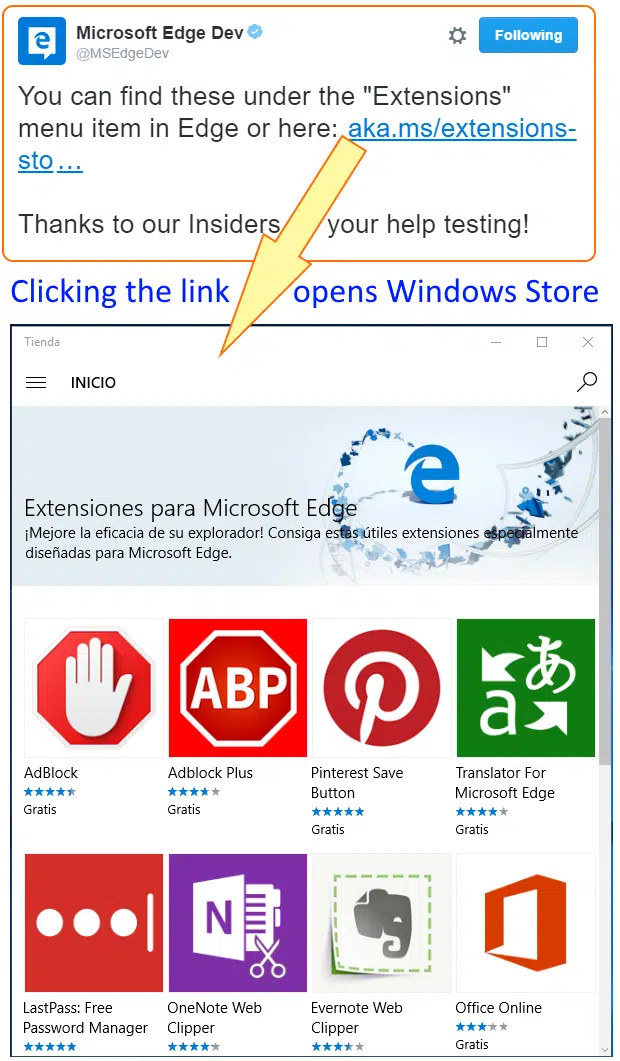 Microsoft Edge Dev
@MSEdgeDev
Following
You can find these under the "Extensions"
menu item in Edge or here: aka.ms/extensions-
sto…
Thanks to our Insiders your help testing!
Clicking the link opens Windows Store
Tienda
INICIO
Extensiones para Microsoft Edge
¡Mejore la eficacia de su explorador! Consiga estas útiles extensiones especialmente
diseñadas para Microsoft Edge.
ABP
あ
a
AdBlock
Gratis
Adblock Plus
Gratis
Pinterest Save
Button
Gratis
Translator For
Microsoft Edge
Gratis
N
LastPass: Free
Password Manager
OneNote Web
Clipper
Evernote Web
Clipper
Office Online
Gratis